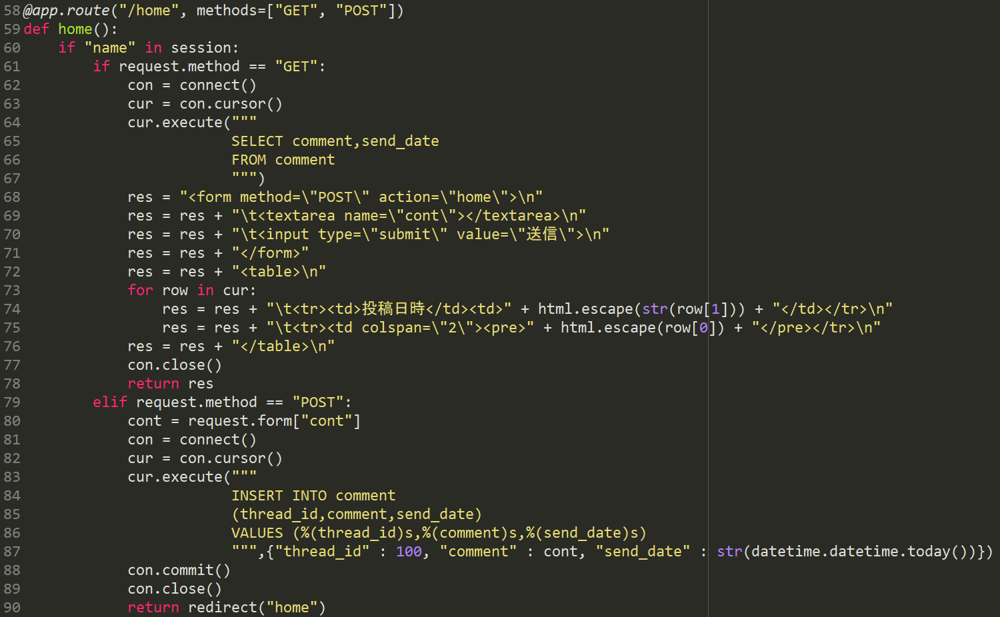 58 @app.route("/home", methods=["GET", "POST"])
59 def home():
60     if "name" in session:
61         if request.method == "GET":
62             con = connect()
63             cur = con.cursor()
64             cur.execute("""
65                         SELECT comment,send_date
66                         FROM comment
67                         """)
68             res = "<form method=\"POST\" action=\"home\">\n"
69             res = res + "\t<textarea name=\"cont\"></textarea>\n"
70             res = res + "\t<input type=\"submit\" value=\"送信\">\n"
71             res = res + "</form>"
72             res = res + "<table>\n"
73             for row in cur:
74                 res = res + "\t<tr><td>投稿日時</td><td>" + html.escape(str(row[1])) + "</td></tr>\n"
75                 res = res + "\t<tr><td colspan=\"2\"><pre>" + html.escape(row[0]) + "</pre></tr>\n"
76             res = res + "</table>\n"
77             con.close()
78             return res
79         elif request.method == "POST":
80             cont = request.form["cont"]
81             con = connect()
82             cur = con.cursor()
83             cur.execute("""
84                         INSERT INTO comment
85                         (thread_id,comment,send_date)
86                         VALUES (%(thread_id)s,%(comment)s,%(send_date)s)
87                         """,{"thread_id" : 100, "comment" : cont, "send_date" : str(datetime.datetime.today())})
88             con.commit()
89             con.close()
90             return redirect("home")